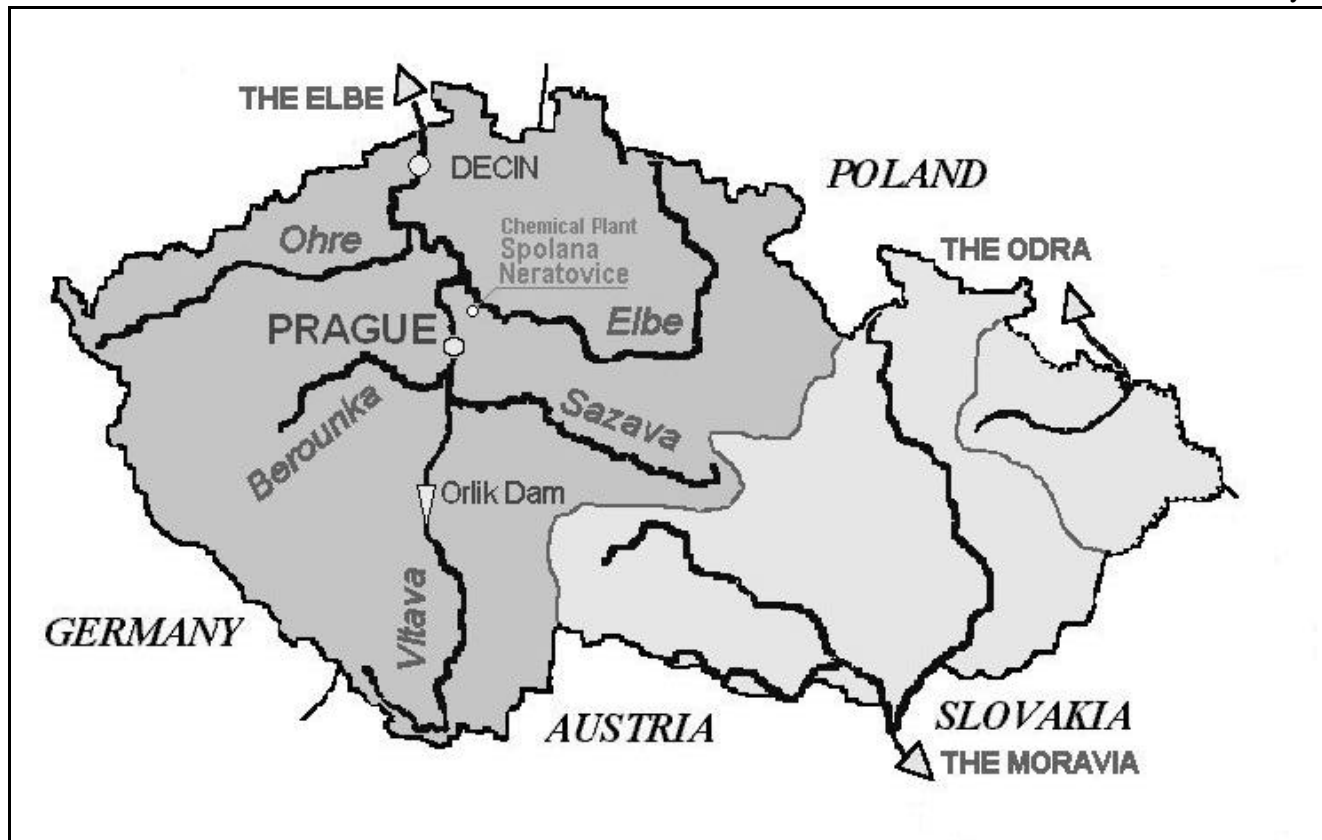 THE ELBE
DECIN
POLAND
Chemical Plant
Spolana
Neratovice
Ohre
THE ODRA
PRAGUE
Elbe
Berounka
Sazava
Orlik Dam
Vltava
GERMANY
AUSTRIA
SLOVAKIA
THE MORAVIA